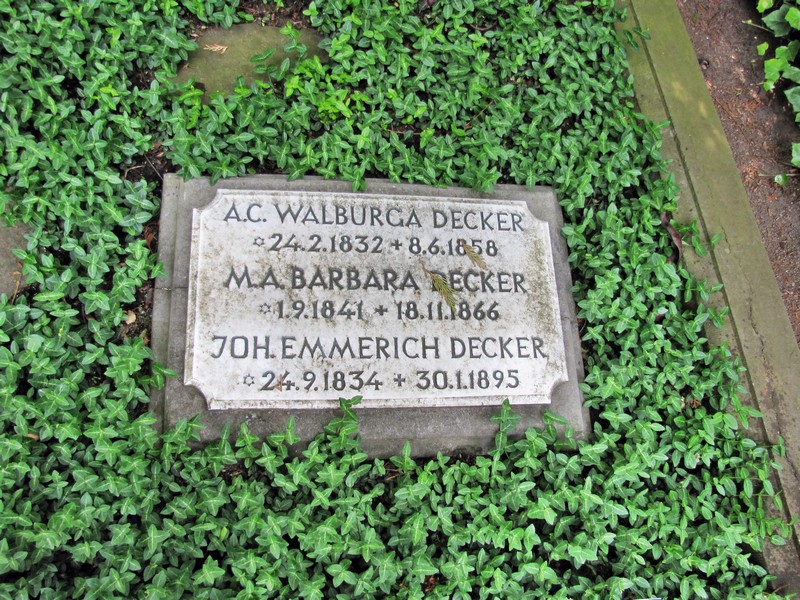 A.C. WALBURGA DECKER
✡24.2.1832 + 8.6.1858
M.A. BARBARA DECKER
✡1.9.1841 + 18.11.1866
JOH. EMMERICH DECKER
✡24.9.1834 + 30.1.1895